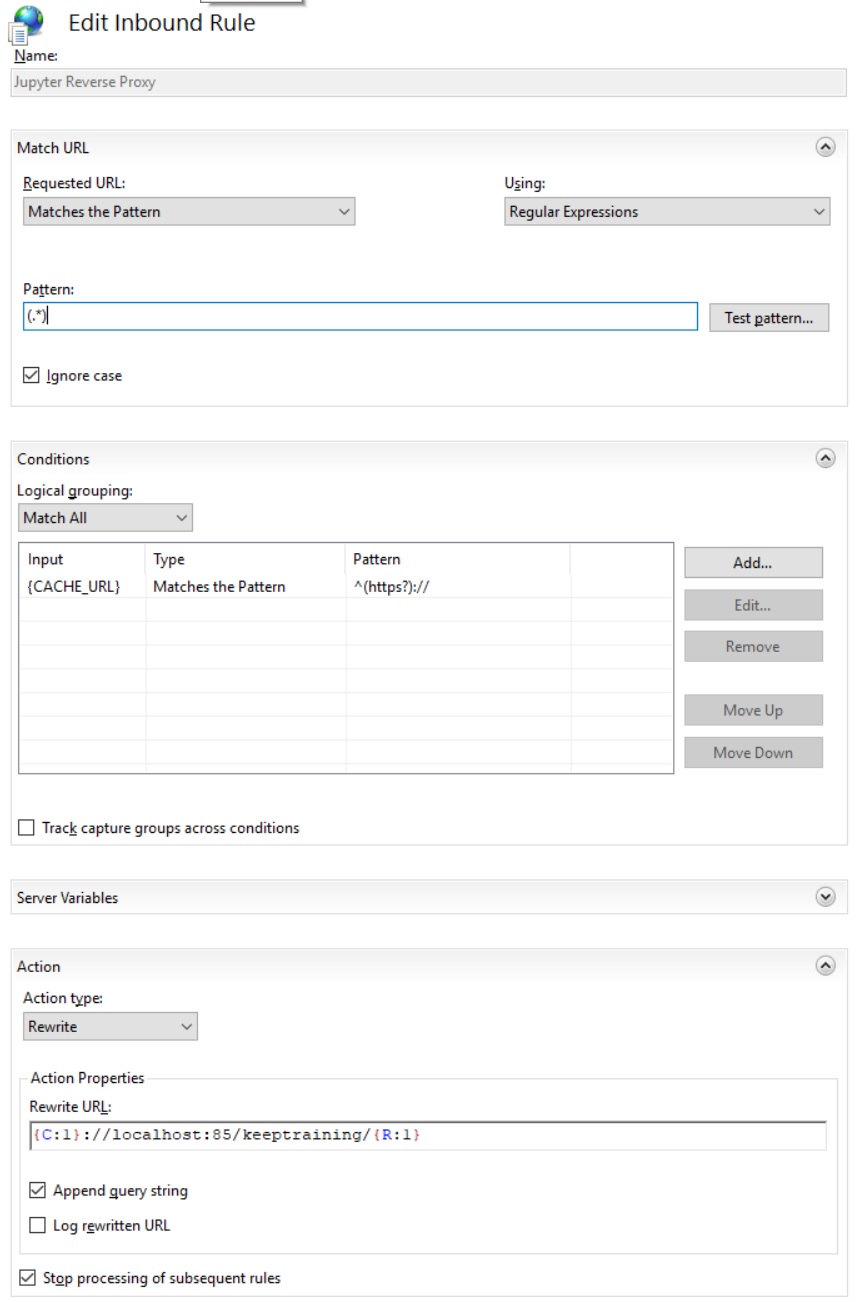 Edit Inbound Rule
Name:
Jupyter Reverse Proxy
Match URL
Requested URL: Using:
Matches the Pattern Regular Expressions
Pattern:
(.*) Test pattern...
Ignore case
Conditions
Logical grouping:
Match All
Input Type Pattern Add...
{CACHE_URL} Matches the Pattern ^(https?)://
Edit...
Remove
Move Up
Move Down
Track capture groups across conditions
Server Variables
Action
Action type:
Rewrite
Action Properties
Rewrite URL:
{C:1}://localhost:85/keeptraining/{R:1}
Append query string
Log rewritten URL
Stop processing of subsequent rules